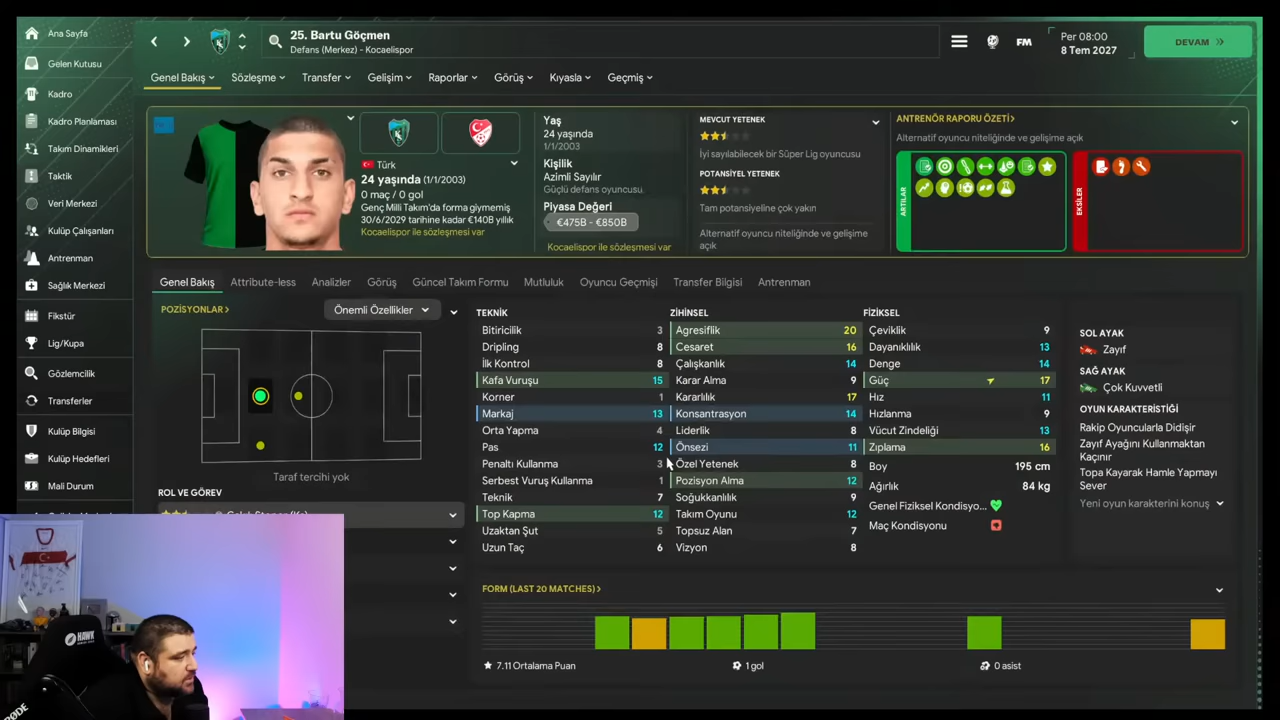 Ana Sayfa
Gelen Kutusu
Kadro
Kadro Planlaması
Takım Dinamikleri
Taktik
Veri Merkezi
Kulüp Çalışanları
Antrenman
Sağlık Merkezi
Fikstür
Lig/Kupa
Gözlemcilik
Transferler
Kulüp Bilgisi
Kulüp Hedefleri
Mali Durum
25. Bartu Göçmen
Defans (Merkez) - Kocaelispor
FM
Per 08:00
8 Tem 2027
DEVAM
Genel Bakış
Sözleşme
Transfer
Gelişim
Raporlar
Görüş
Kıyasla
Geçmiş
Türk
24 yaşında (1/1/2003)
0 maç / 0 gol
Genç Milli Takım'da forma giymemiş
30/6/2029 tarihine kadar €140B yıllık
Kocaelispor ile sözleşmesi var
Yaş
24 yaşında
1/1/2003
Kişilik
Azimli Sayılır
Güçlü defans oyuncusu.
Piyasa Değeri
€475B - €850B
Kocaelispor ile sözleşmesi var
MEVCUT YETENEK
İyi sayılabilecek bir Süper Lig oyuncusu
POTANSİYEL YETENEK
Tam potansiyeline çok yakın
Alternatif oyuncu niteliğinde ve gelişime
açık
ANTRENÖR RAPORU ÖZETİ
Alternatif oyuncu niteliğinde ve gelişime açık
ARTILAR
EKSİLER
Genel Bakış
Attribute-less
Analizler
Görüş
Güncel Takım Formu
Mutluluk
Oyuncu Geçmişi
Transfer Bilgisi
Antrenman
POZİSYONLAR
Önemli Özellikler
Taraf tercihi yok
ROL VE GÖREV
TEKNİK
Bitiricilik 3
Dripling 8
İlk Kontrol 8
Kafa Vuruşu 15
Korner 1
Markaj 13
Orta Yapma 4
Pas 12
Penaltı Kullanma 3
Serbest Vuruş Kullanma 1
Teknik 7
Top Kapma 12
Uzaktan Şut 5
Uzun Taç 6
ZİHİNSEL
Agresiflik 20
Cesaret 16
Çalışkanlık 14
Karar Alma 9
Kararlılık 17
Konsantrasyon 14
Liderlik 8
Önsezi 11
Özel Yetenek 8
Pozisyon Alma 12
Soğukkanlılık 9
Takım Oyunu 12
Topsuz Alan 7
Vizyon 8
FİZİKSEL
Çeviklik 9
Dayanıklılık 13
Denge 14
Güç 17
Hız 11
Hızlanma 9
Vücut Zindeliği 13
Zıplama 16
Boy 195 cm
Ağırlık 84 kg
Genel Fiziksel Kondisyo...
Maç Kondisyonu
SOL AYAK
Zayıf
SAĞ AYAK
Çok Kuvvetli
OYUN KARAKTERİSTİĞİ
Rakip Oyuncularla Didişir
Zayıf Ayağını Kullanmaktan
Kaçınır
Topa Kayarak Hamle Yapmayı
Sever
Yeni oyun karakterini konuş
FORM (LAST 20 MATCHES)
7.11 Ortalama Puan
1 gol
0 asist
HAWK
RØDE